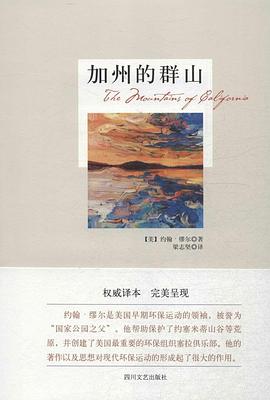 加州的群山
The Mountains of California
【美】约翰·缪尔 著
梁志坚 译
权威译本 完美呈现
约翰·缪尔是美国早期环保运动的领袖，被誉为
“国家公园之父”。他帮助保护了约塞米蒂山谷等荒
原，并创建了美国最重要的环保组织塞拉俱乐部，他的
著作以及思想对现代环保运动的形成起了很大的作用。
四川文艺出版社